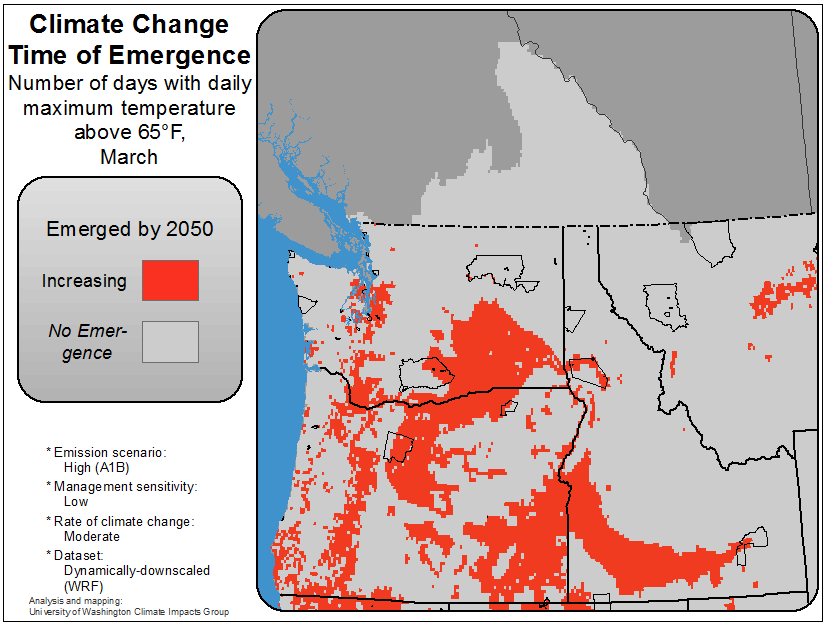 Climate Change
Time of Emergence
Number of days with daily
maximum temperature
above 65°F,
March
Emerged by 2050
Increasing
No Emer-
gence
* Emission scenario:
High (A1B)
* Management sensitivity:
Low
* Rate of climate change:
Moderate
* Dataset:
Dynamically-downscaled
(WRF)
Analysis and mapping:
University of Washington Climate Impacts Group